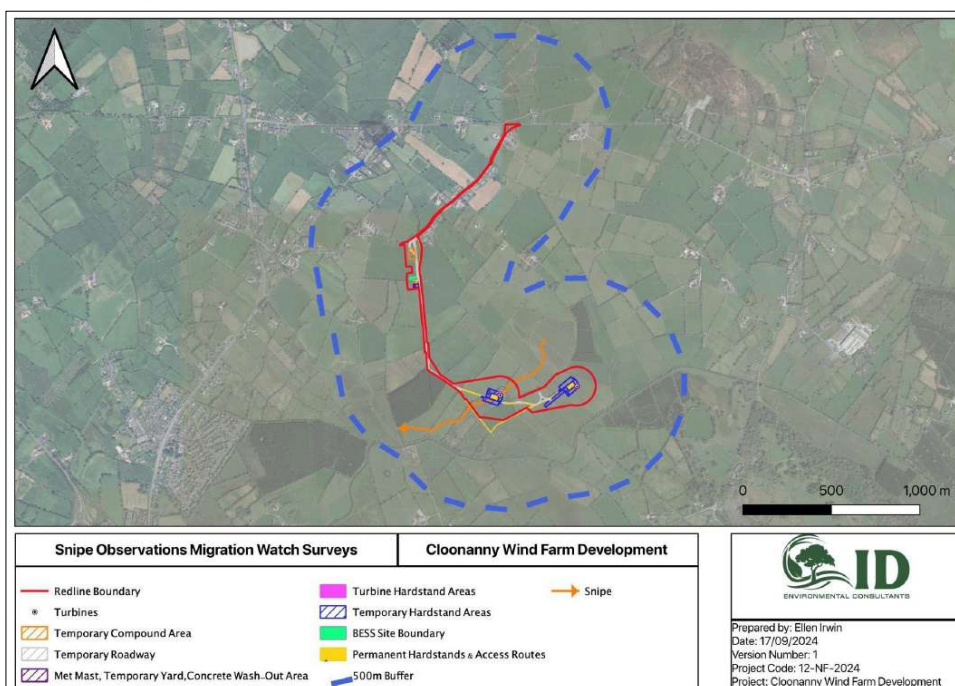 0 500 1,000 m
Snipe Observations Migration Watch Surveys
Cloonanny Wind Farm Development
Redline Boundary
Turbines
Temporary Compound Area
Temporary Roadway
Met Mast, Temporary Yard,Concrete Wash-Out Area
Turbine Hardstand Areas
Temporary Hardstand Areas
BESS Site Boundary
Permanent Hardstands & Access Routes
500m Buffer
Snipe
ID
ENVIRONMENTAL CONSULTANTS
Prepared by: Ellen Irwin
Date: 17/09/2024
Version Number: 1
Project Code: 12-NF-2024
Project: Cloonanny Wind Farm Development